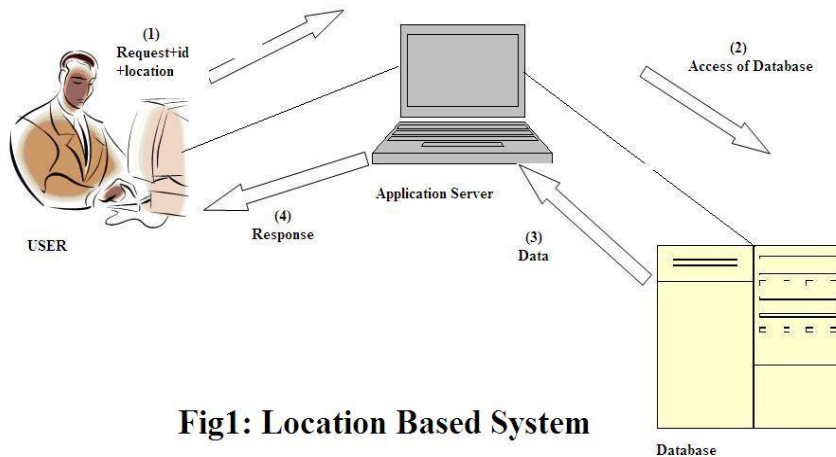 (1)
Request+id
+location
(2)
Access of Database
Application Server
(4)
Response
USER
(3)
Data
Fig1: Location Based System
Database